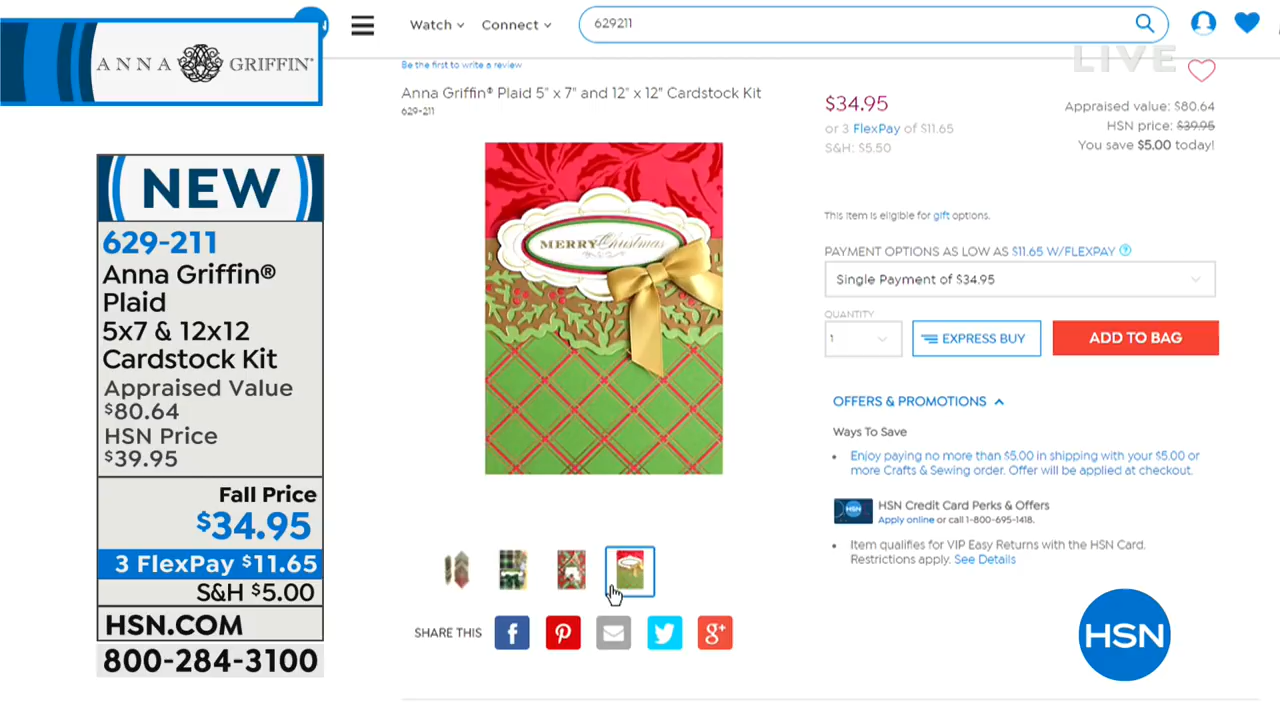 ANNA GRIFFIN®
NEW
629-211
Anna Griffin®
Plaid
5x7 & 12x12
Cardstock Kit
Appraised Value
$80.64
HSN Price
$39.95
Fall Price
$34.95
3 FlexPay $11.65
S&H $5.00
HSN.COM
800-284-3100
Watch
Connect
629211
LIVE
Be the first to write a review
Anna Griffin® Plaid 5" x 7" and 12" x 12" Cardstock Kit
629-211
MERRY Christmas
SHARE THIS
$34.95
or 3 FlexPay of $11.65
S&H: $5.50
Appraised value: $80.64
HSN price: $39.95
You save $5.00 today!
This item is eligible for gift options.
PAYMENT OPTIONS AS LOW AS $11.65 W/FLEXPAY ?
Single Payment of $34.95
QUANTITY
1
EXPRESS BUY
ADD TO BAG
OFFERS & PROMOTIONS
Ways To Save
• Enjoy paying no more than $5.00 in shipping with your $5.00 or
more Crafts & Sewing order. Offer will be applied at checkout.
HSN
HSN Credit Card Perks & Offers
Apply online or call 1-800-695-1418.
• Item qualifies for VIP Easy Returns with the HSN Card.
Restrictions apply. See Details
HSN